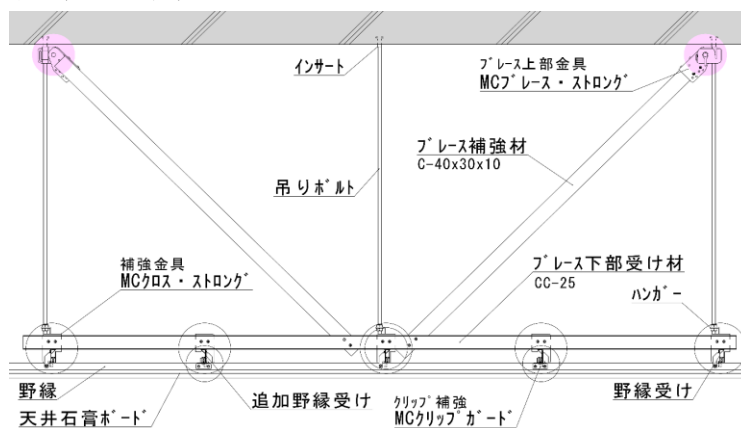 インサート
ブレース上部金具
MCブレース・ストロング
ブレース補強材
C-40x30x10
吊りボルト
補強金具
MCクロス・ストロング
ブレース下部受け材
CC-25
ハンガー
野縁
天井石膏ボード
追加野縁受け
クリップ補強
MCクリップガード
野縁受け